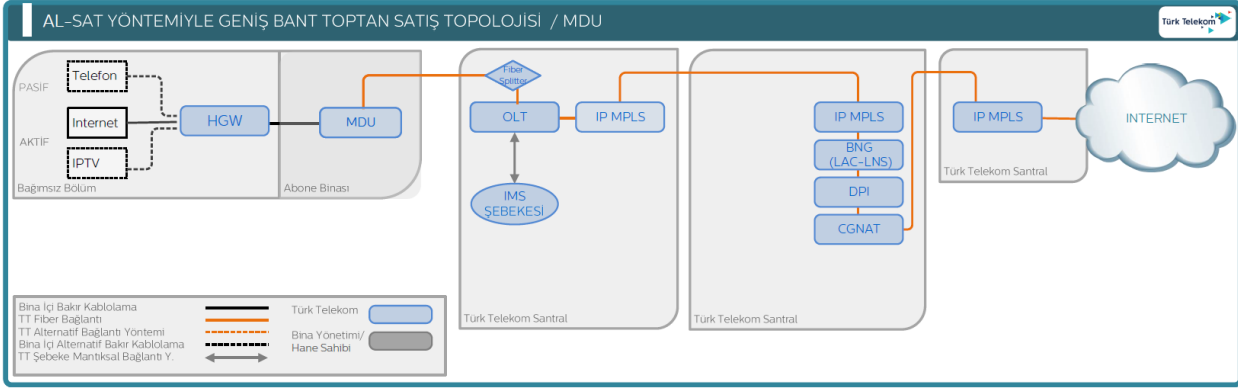 AL-SAT YÖNTEMİYLE GENİŞ BANT TOPTAN SATIŞ TOPOLOJİSİ / MDU
Türk Telekom
PASİF
AKTİF
Telefon
Internet
IPTV
HGW
MDU
Bağımsız Bölüm
Abone Binası
Fiber
Splitter
OLT
IP MPLS
IMS
ŞEBEKESİ
Türk Telekom Santral
IP MPLS
BNG
(LAC-LNS)
DPI
CGNAT
Türk Telekom Santral
IP MPLS
Türk Telekom Santral
INTERNET
Bina İçi Bakır Kablolama
TT Fiber Bağlantı
TT Alternatif Bağlantı Yöntemi
Bina İçi Alternatif Bakır Kablolama
TT Şebeke Mantıksal Bağlantı Y.
Türk Telekom
Bina Yönetimi/
Hane Sahibi